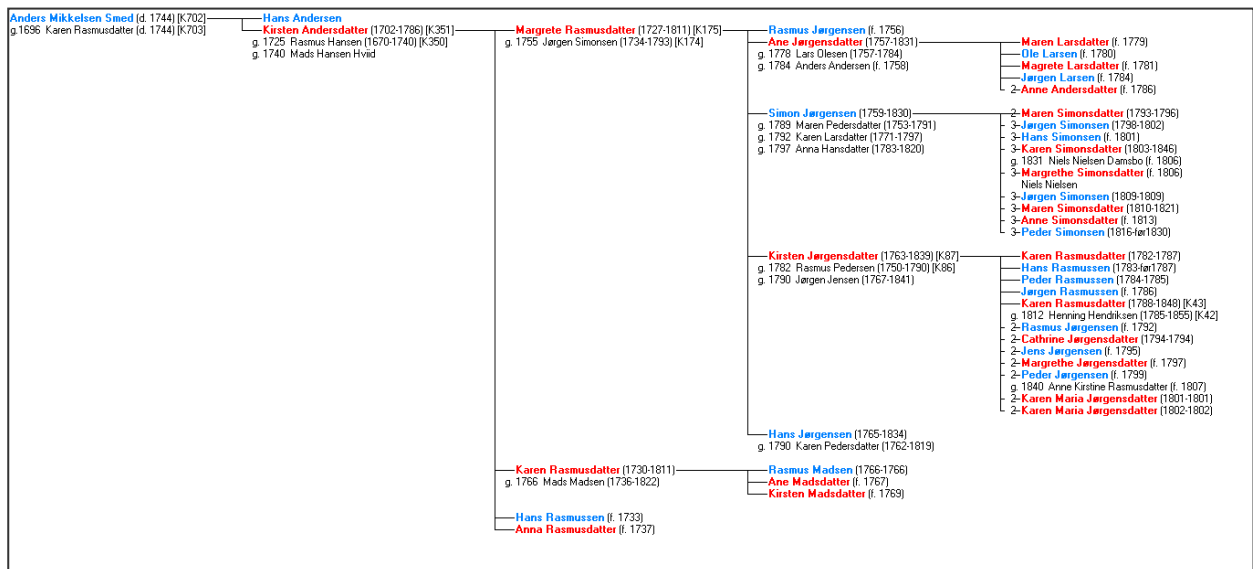 Anders Mikkelsen Smed (d. 1744) [K702]
g.1696 Karen Rasmusdatter (d. 1744) [K703]
Hans Andersen
Kirsten Andersdatter (1702-1786) [K351]
g. 1725 Rasmus Hansen (1670-1740) [K350]
g. 1740 Mads Hansen Hviid
Margrete Rasmusdatter (1727-1811) [K175]
g. 1755 Jørgen Simonsen (1734-1793) [K174]
Rasmus Jørgensen (f. 1756)
Ane Jørgensdatter (1757-1831)
g. 1778 Lars Olesen (1757-1784)
g. 1784 Anders Andersen (f. 1758)
Maren Larsdatter (f. 1779)
Ole Larsen (f. 1780)
Magrete Larsdatter (f. 1781)
Jørgen Larsen (f. 1784)
2 Anne Andersdatter (f. 1786)
Simon Jørgensen (1759-1830)
g. 1789 Maren Pedersdatter (1753-1791)
g. 1792 Karen Larsdatter (1771-1797)
g. 1797 Anna Hansdatter (1783-1820)
2 Maren Simonsdatter (1793-1796)
3 Jørgen Simonsen (1798-1802)
3 Hans Simonsen (f. 1801)
3 Karen Simonsdatter (1803-1846)
g. 1831 Niels Nielsen Damsbo (f. 1806)
3 Margrethe Simonsdatter (f. 1806)
Niels Nielsen
3 Jørgen Simonsen (1809-1809)
3 Maren Simonsdatter (1810-1821)
3 Anne Simonsdatter (f. 1813)
3 Peder Simonsen (1816-før1830)
Kirsten Jørgensdatter (1763-1839) [K87]
g. 1782 Rasmus Pedersen (1750-1790) [K86]
g. 1790 Jørgen Jensen (1767-1841)
Karen Rasmusdatter (1782-1787)
Hans Rasmussen (1783-før1787)
Peder Rasmussen (1784-1785)
Jørgen Rasmussen (f. 1786)
Karen Rasmusdatter (1788-1848) [K43]
g. 1812 Henning Hendriksen (1785-1855) [K42]
2 Rasmus Jørgensen (f. 1792)
2 Cathrine Jørgensdatter (1794-1794)
2 Jens Jørgensen (f. 1795)
2 Margrethe Jørgensdatter (f. 1797)
2 Peder Jørgensen (f. 1799)
g. 1840 Anne Kirstine Rasmusdatter (f. 1807)
2 Karen Maria Jørgensdatter (1801-1801)
2 Karen Maria Jørgensdatter (1802-1802)
Hans Jørgensen (1765-1834)
g. 1790 Karen Pedersdatter (1762-1819)
Karen Rasmusdatter (1730-1811)
g. 1766 Mads Madsen (1736-1822)
Rasmus Madsen (1766-1766)
Ane Madsdatter (f. 1767)
Kirsten Madsdatter (f. 1769)
Hans Rasmussen (f. 1733)
Anna Rasmusdatter (f. 1737)